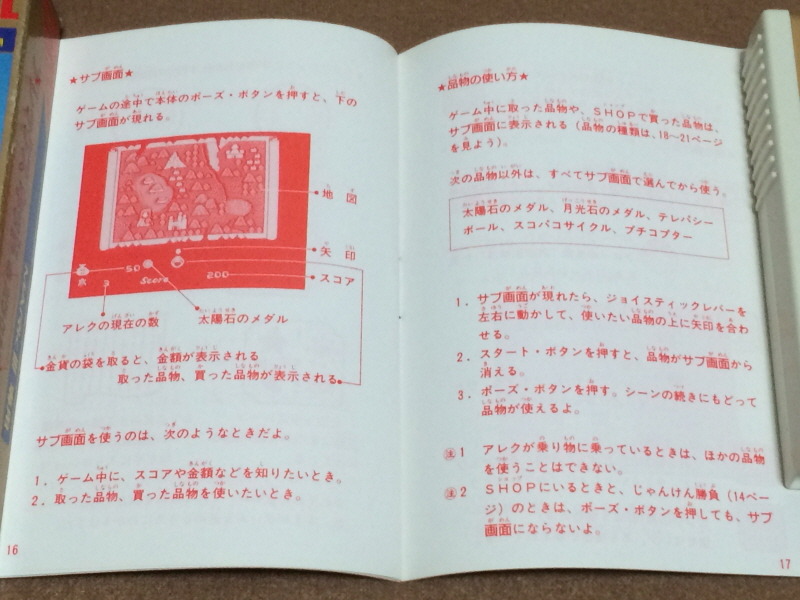 ★サブ画面★
ゲームの途中で本体のポーズ・ボタンを押すと、下の
サブ画面が現れる。
地図
矢印
50
Score 200
スコア
3
アレクの現在の数
太陽石のメダル
金貨の袋を取ると、金額が表示される
取った品物、買った品物が表示される
サブ画面を使うのは、次のようなときだよ。
1．ゲーム中に、スコアや金額などを知りたいとき。
2．取った品物、買った品物を使いたいとき。
16
★品物の使い方★
ゲーム中に取った品物や、SHOPで買った品物は、
サブ画面に表示される（品物の種類は、18〜21ページ
を見よう）。
次の品物以外は、すべてサブ画面で選んでから使う。
太陽石のメダル、月光石のメダル、テレパシー
ボール、スコパコサイクル、プチコプター
1．サブ画面が現れたら、ジョイスティックレバーを
左右に動かして、使いたい品物の上に矢印を合わ
せる。
2．スタート・ボタンを押すと、品物がサブ画面から
消える。
3．ポーズ・ボタンを押す。シーンの続きにもどって
品物が使えるよ。
注1 アレクが乗り物に乗っているときは、ほかの品物
を使うことはできない。
注2 SHOPにいるときと、じゃんけん勝負（14ペー
ジ）のときは、ポーズ・ボタンを押しても、サブ
画面にならないよ。
17